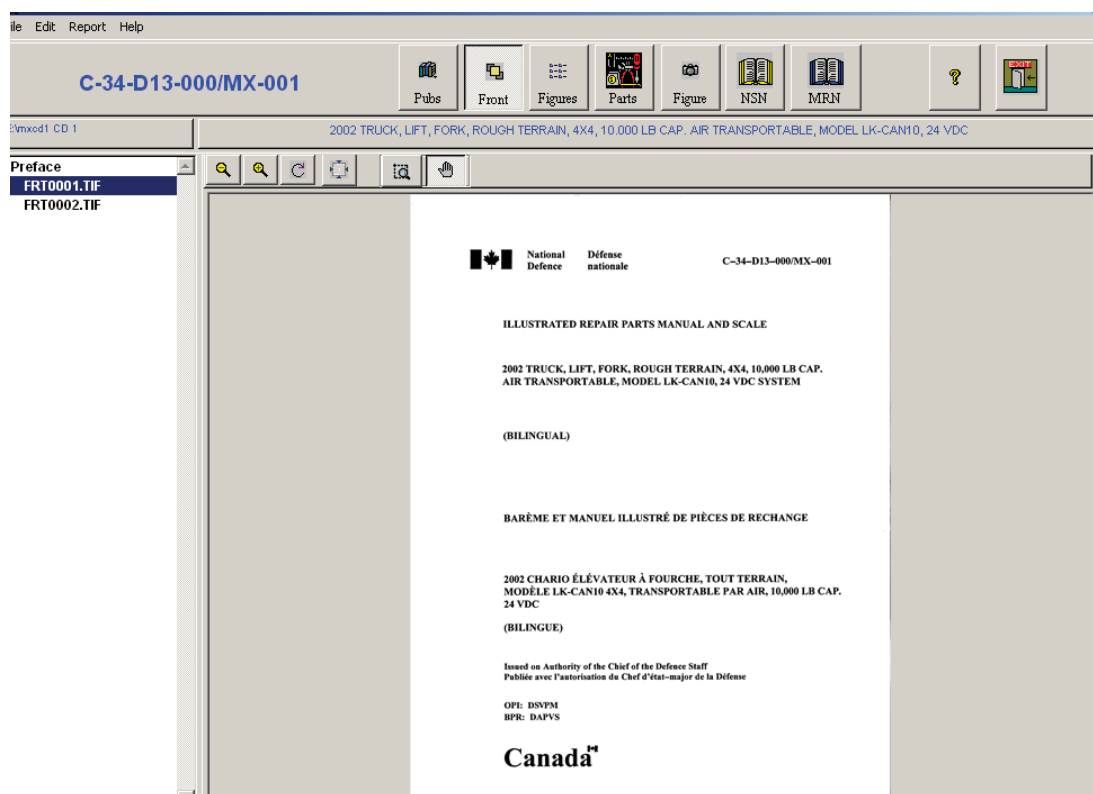 ile Edit Report Help
C-34-D13-000/MX-001
Pubs Front Figures Parts Figure NSN MRN ? EXIT
E:\mxcd1 CD 1
2002 TRUCK, LIFT, FORK, ROUGH TERRAIN, 4X4, 10.000 LB CAP. AIR TRANSPORTABLE, MODEL LK-CAN10, 24 VDC
Preface
FRT0001.TIF
FRT0002.TIF
National Défense
Defence nationale
C–34–D13–000/MX–001
ILLUSTRATED REPAIR PARTS MANUAL AND SCALE
2002 TRUCK, LIFT, FORK, ROUGH TERRAIN, 4X4, 10,000 LB CAP.
AIR TRANSPORTABLE, MODEL LK-CAN10, 24 VDC SYSTEM
(BILINGUAL)
BARÈME ET MANUEL ILLUSTRÉ DE PIÈCES DE RECHANGE
2002 CHARIO ÉLÉVATEUR À FOURCHE, TOUT TERRAIN,
MODÈLE LK-CAN10 4X4, TRANSPORTABLE PAR AIR, 10,000 LB CAP.
24 VDC
(BILINGUE)
Issued on Authority of the Chief of the Defence Staff
Publiée avec l'autorisation du Chef d'état–major de la Défense
OPI: DSVPM
BPR: DAPVS
Canada